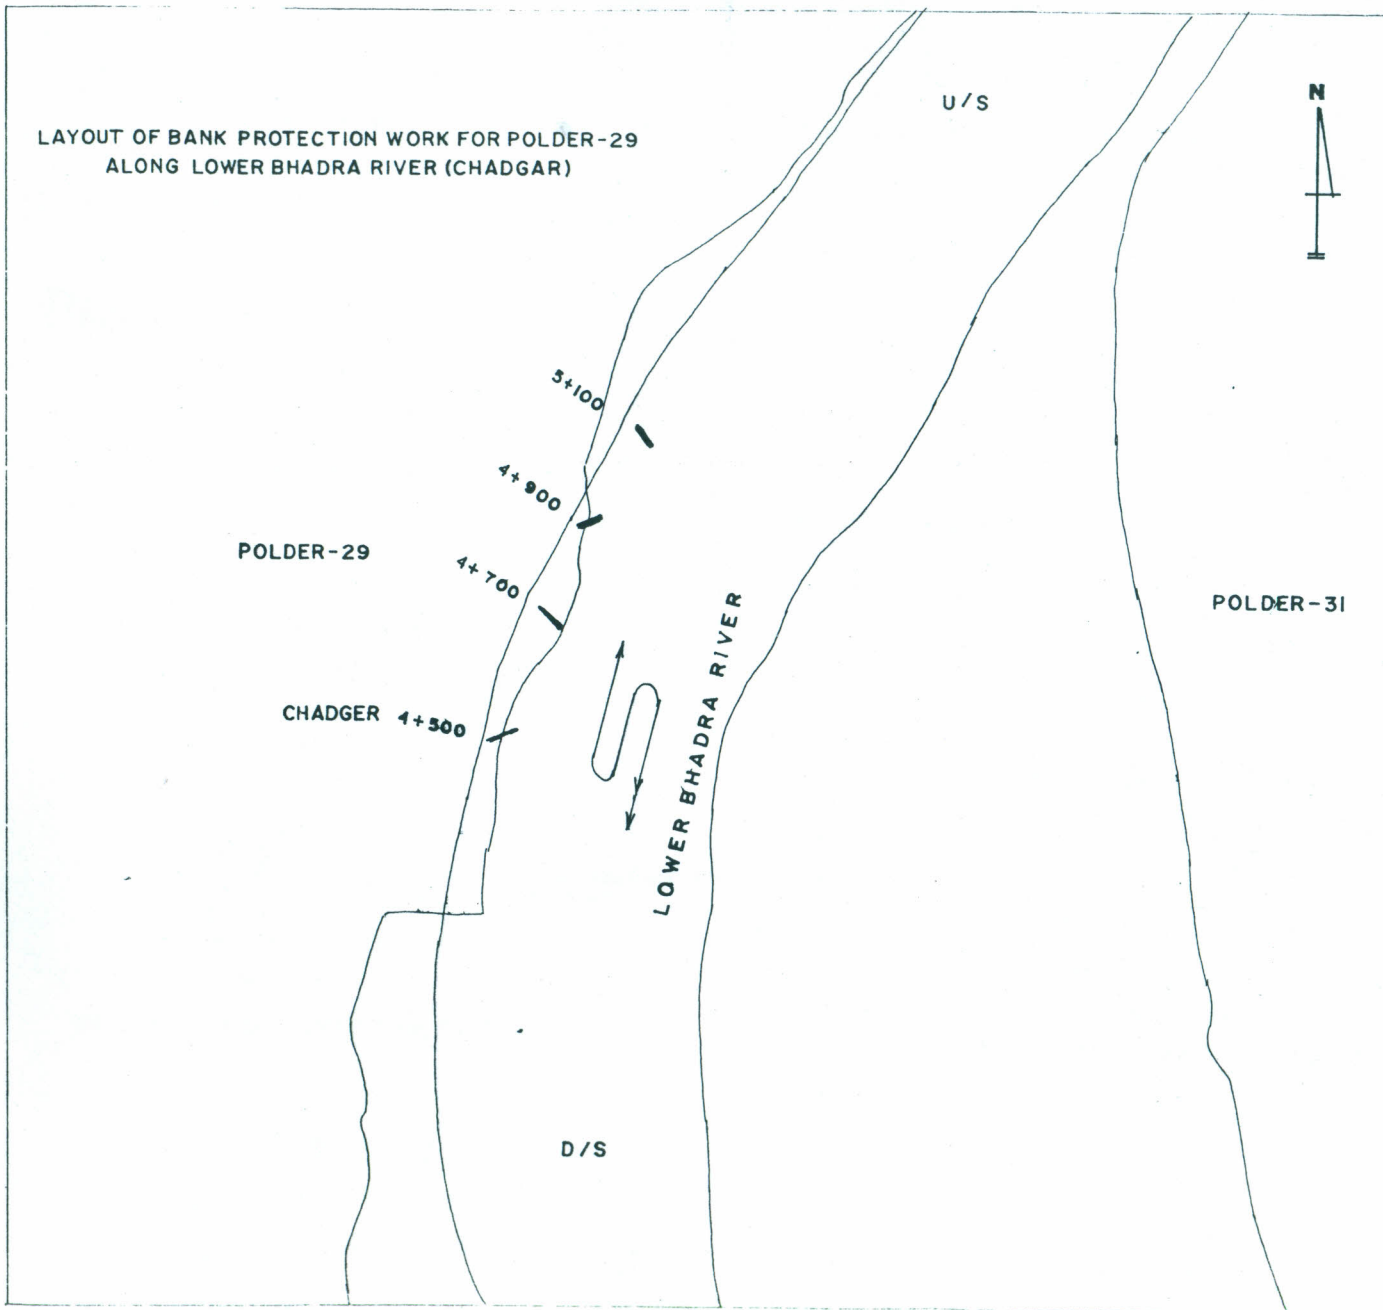 U/S
N
LAYOUT OF BANK PROTECTION WORK FOR POLDER-29
ALONG LOWER BHADRA RIVER (CHADGAR)
5+100
4+900
POLDER-29
4+700
POLDER-31
LOWER BHADRA RIVER
CHADGER 4+500
D/S